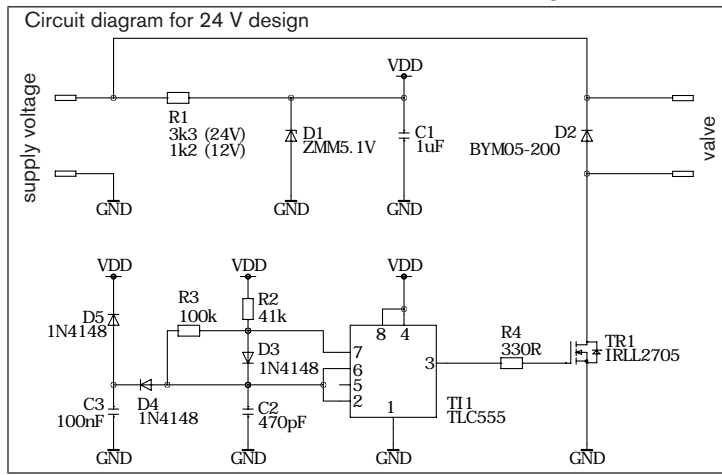 Circuit diagram for 24 V design
supply voltage
VDD
R1
3k3 (24V)
1k2 (12V)
D1
ZMM5.1V
C1
1uF
D2
BYM05-200
valve
GND
GND
GND
VDD
VDD
VDD
D5
1N4148
R3
100k
R2
41k
D3
1N4148
8
4
7
6
5
2
3
1
R4
330R
TR1
IRLL2705
C3
100nF
D4
1N4148
C2
470pF
TI1
TLC555
GND
GND
GND
GND